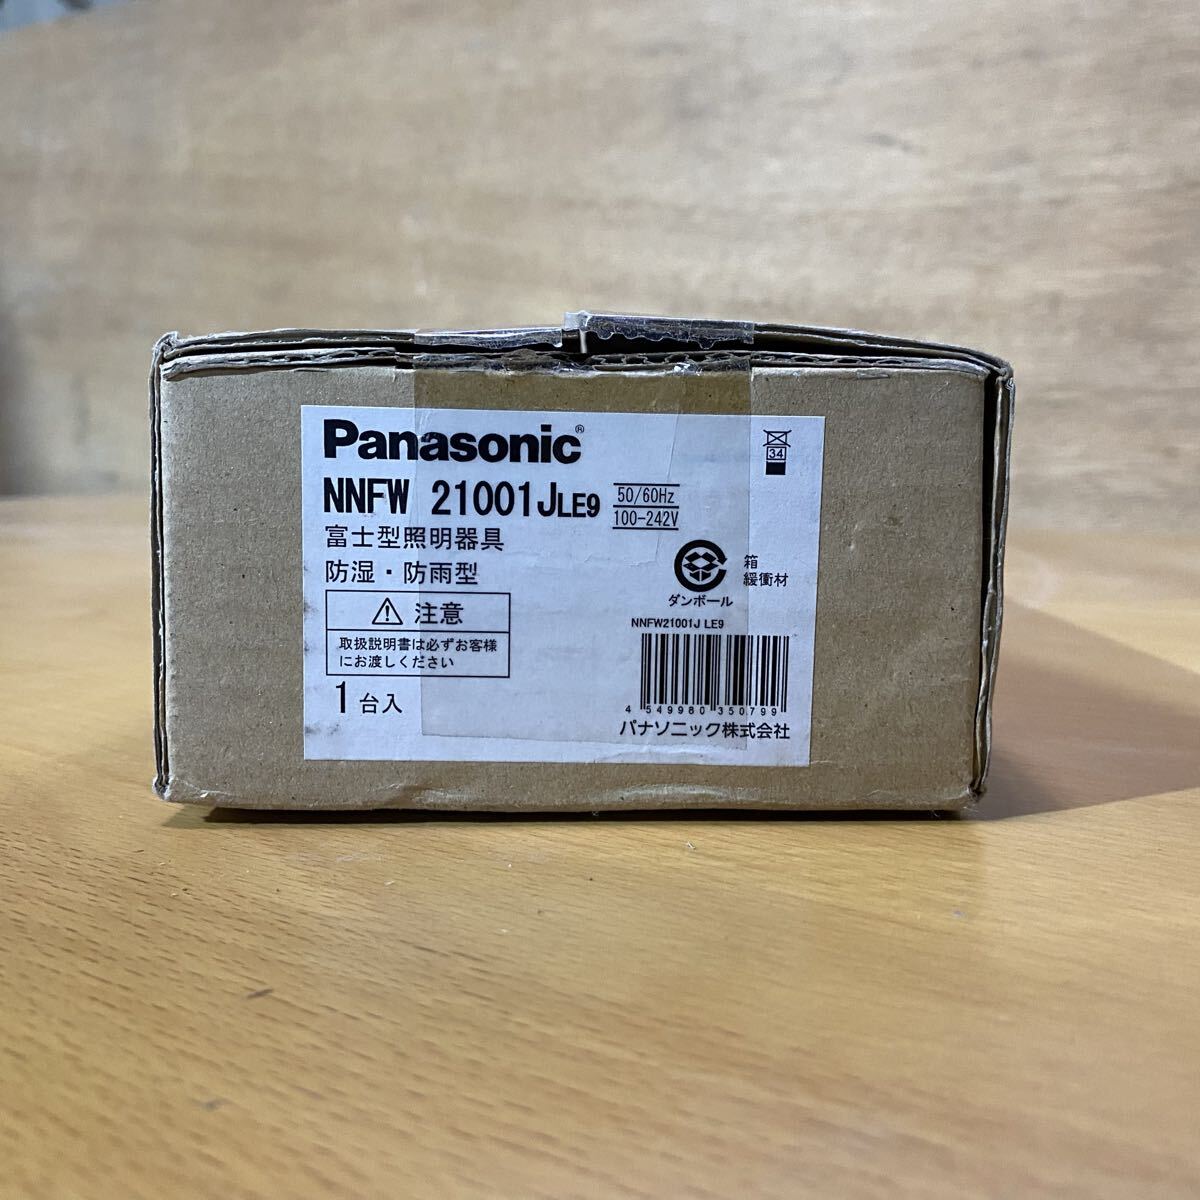 Panasonic®
NNFW 21001JLE9
50/60Hz
100-242V
富士型照明器具
防湿・防雨型
注意
取扱説明書は必ずお客様
にお渡しください
1台入
34
ダンボール
箱
緩衝材
NNFW21001J LE9
4 549980 350799
パナソニック株式会社